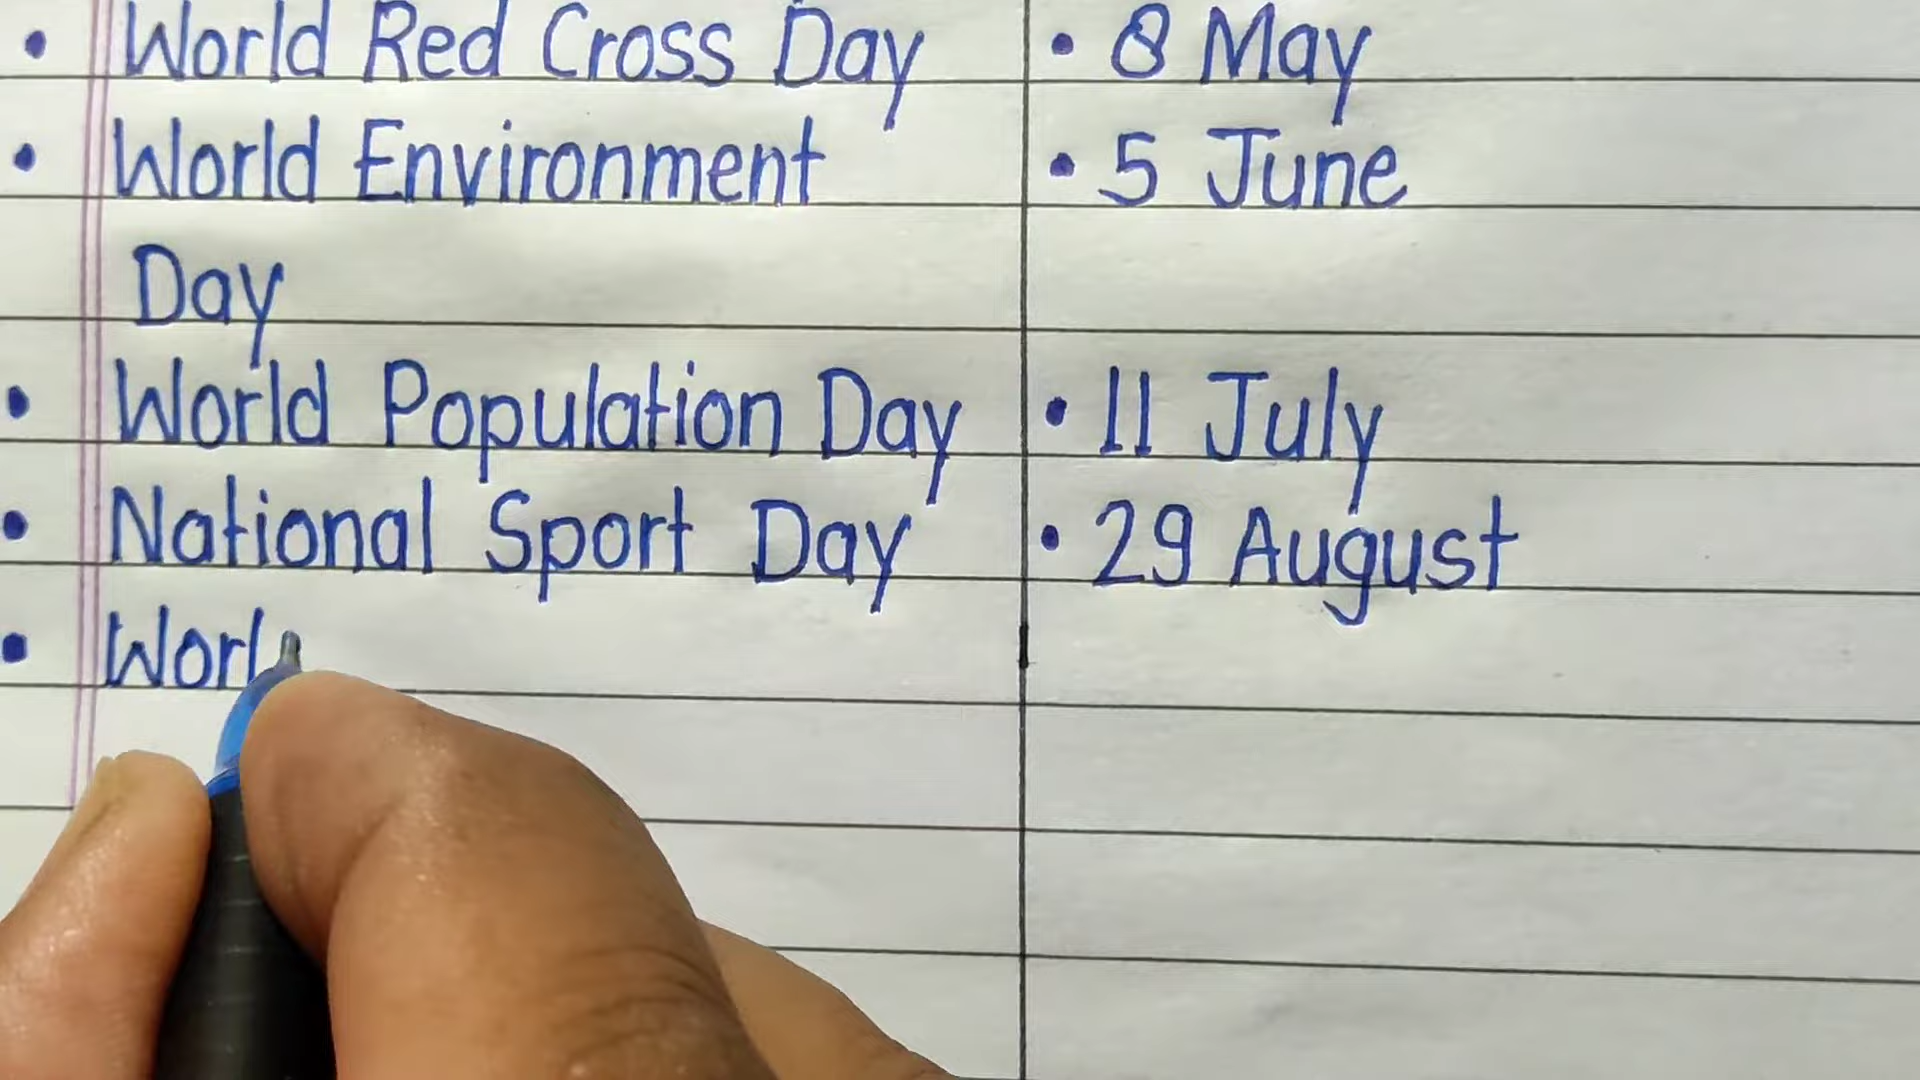 • World Red Cross Day • 8 May
• World Environment • 5 June
Day
• World Population Day • 11 July
• National Sport Day • 29 August
• Worl